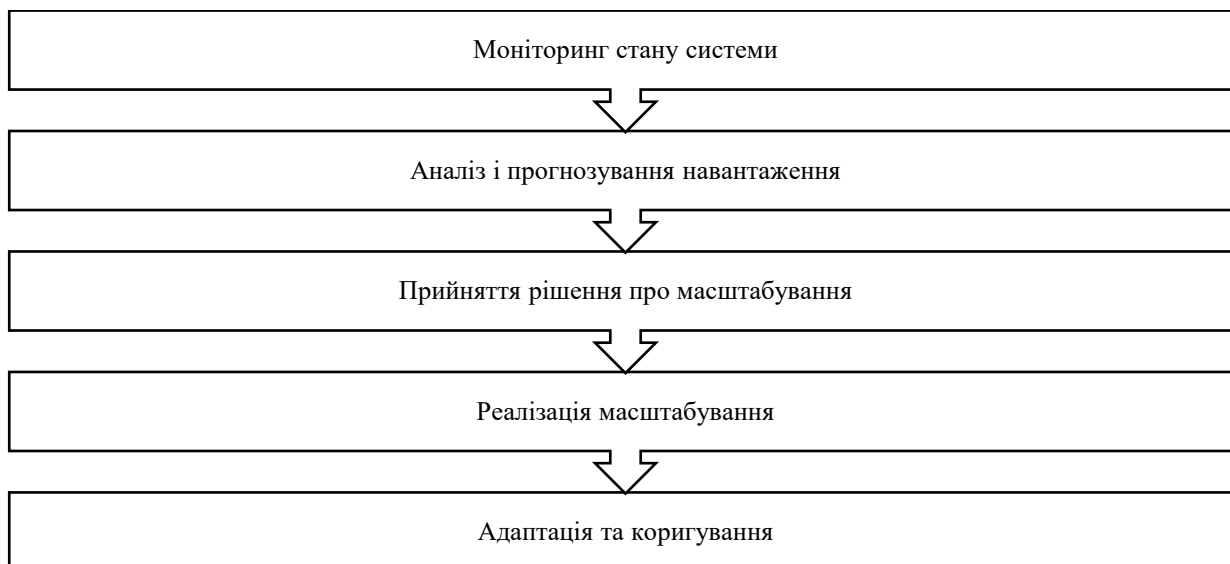 Моніторинг стану системи
Аналіз і прогнозування навантаження
Прийняття рішення про масштабування
Реалізація масштабування
Адаптація та коригування